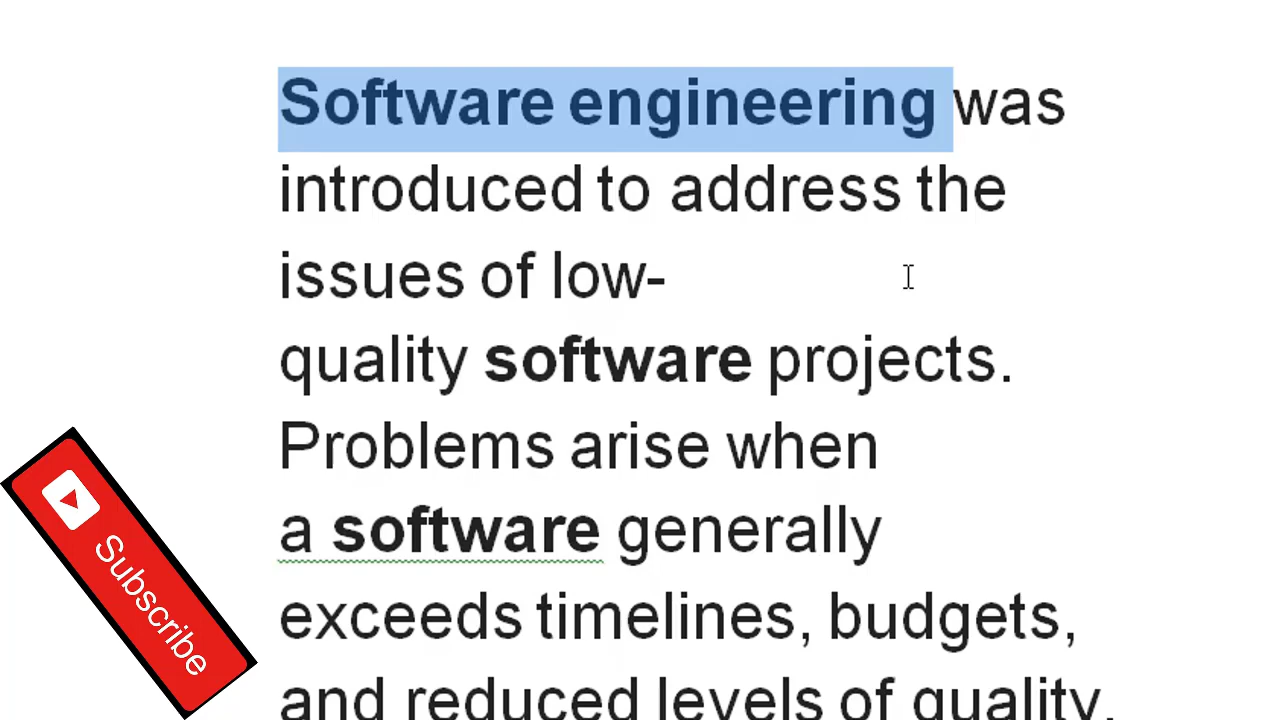 Software engineering was
introduced to address the
issues of low-
quality software projects.
Problems arise when
a software generally
exceeds timelines, budgets,
and reduced levels of quality.
Subscribe